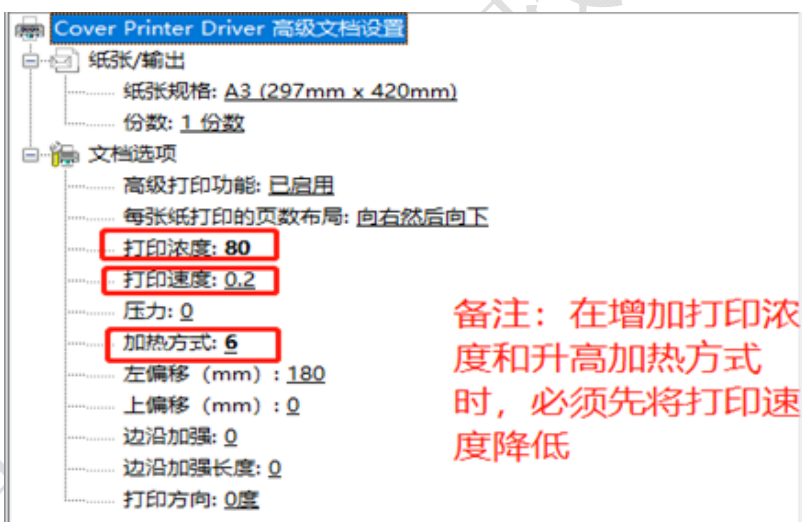 Cover Printer Driver 高级文档设置
纸张/输出
纸张规格: A3 (297mm x 420mm)
份数: 1 份数
文档选项
高级打印功能: 已启用
每张纸打印的页数布局: 向右然后向下
打印浓度: 80
打印速度: 0.2
压力: 0
加热方式: 6
左偏移（mm）: 180
上偏移（mm）: 0
边沿加强: 0
边沿加强长度: 0
打印方向: 0度
备注：在增加打印浓
度和升高加热方式
时，必须先将打印速
度降低